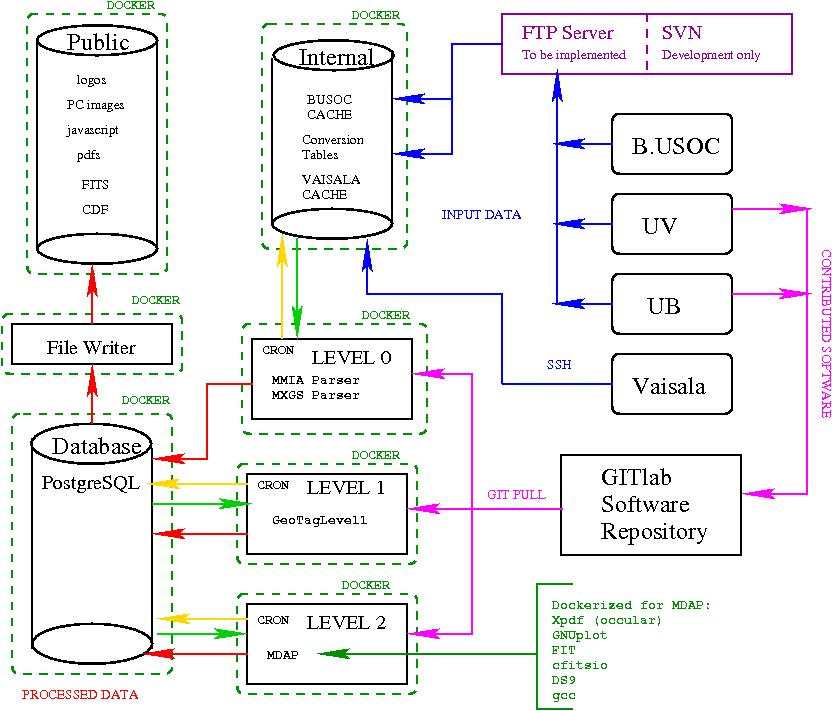 DOCKER
Public
logos
PC images
javascript
pdfs
FITS
CDF
DOCKER
File Writer
DOCKER
Database
PostgreSQL
PROCESSED DATA
DOCKER
Internal
BUSOC
CACHE
Conversion
Tables
VAISALA
CACHE
DOCKER
CRON LEVEL 0
MMIA Parser
MXGS Parser
DOCKER
CRON LEVEL 1
GeoTagLevel1
DOCKER
CRON LEVEL 2
MDAP
FTP Server
To be implemented
SVN
Development only
INPUT DATA
B.USOC
UV
UB
SSH
Vaisala
CONTRIBUTED SOFTWARE
GIT PULL
GITlab
Software
Repository
Dockerized for MDAP:
Xpdf (occular)
GNUplot
FIT
cfitsio
DS9
gcc